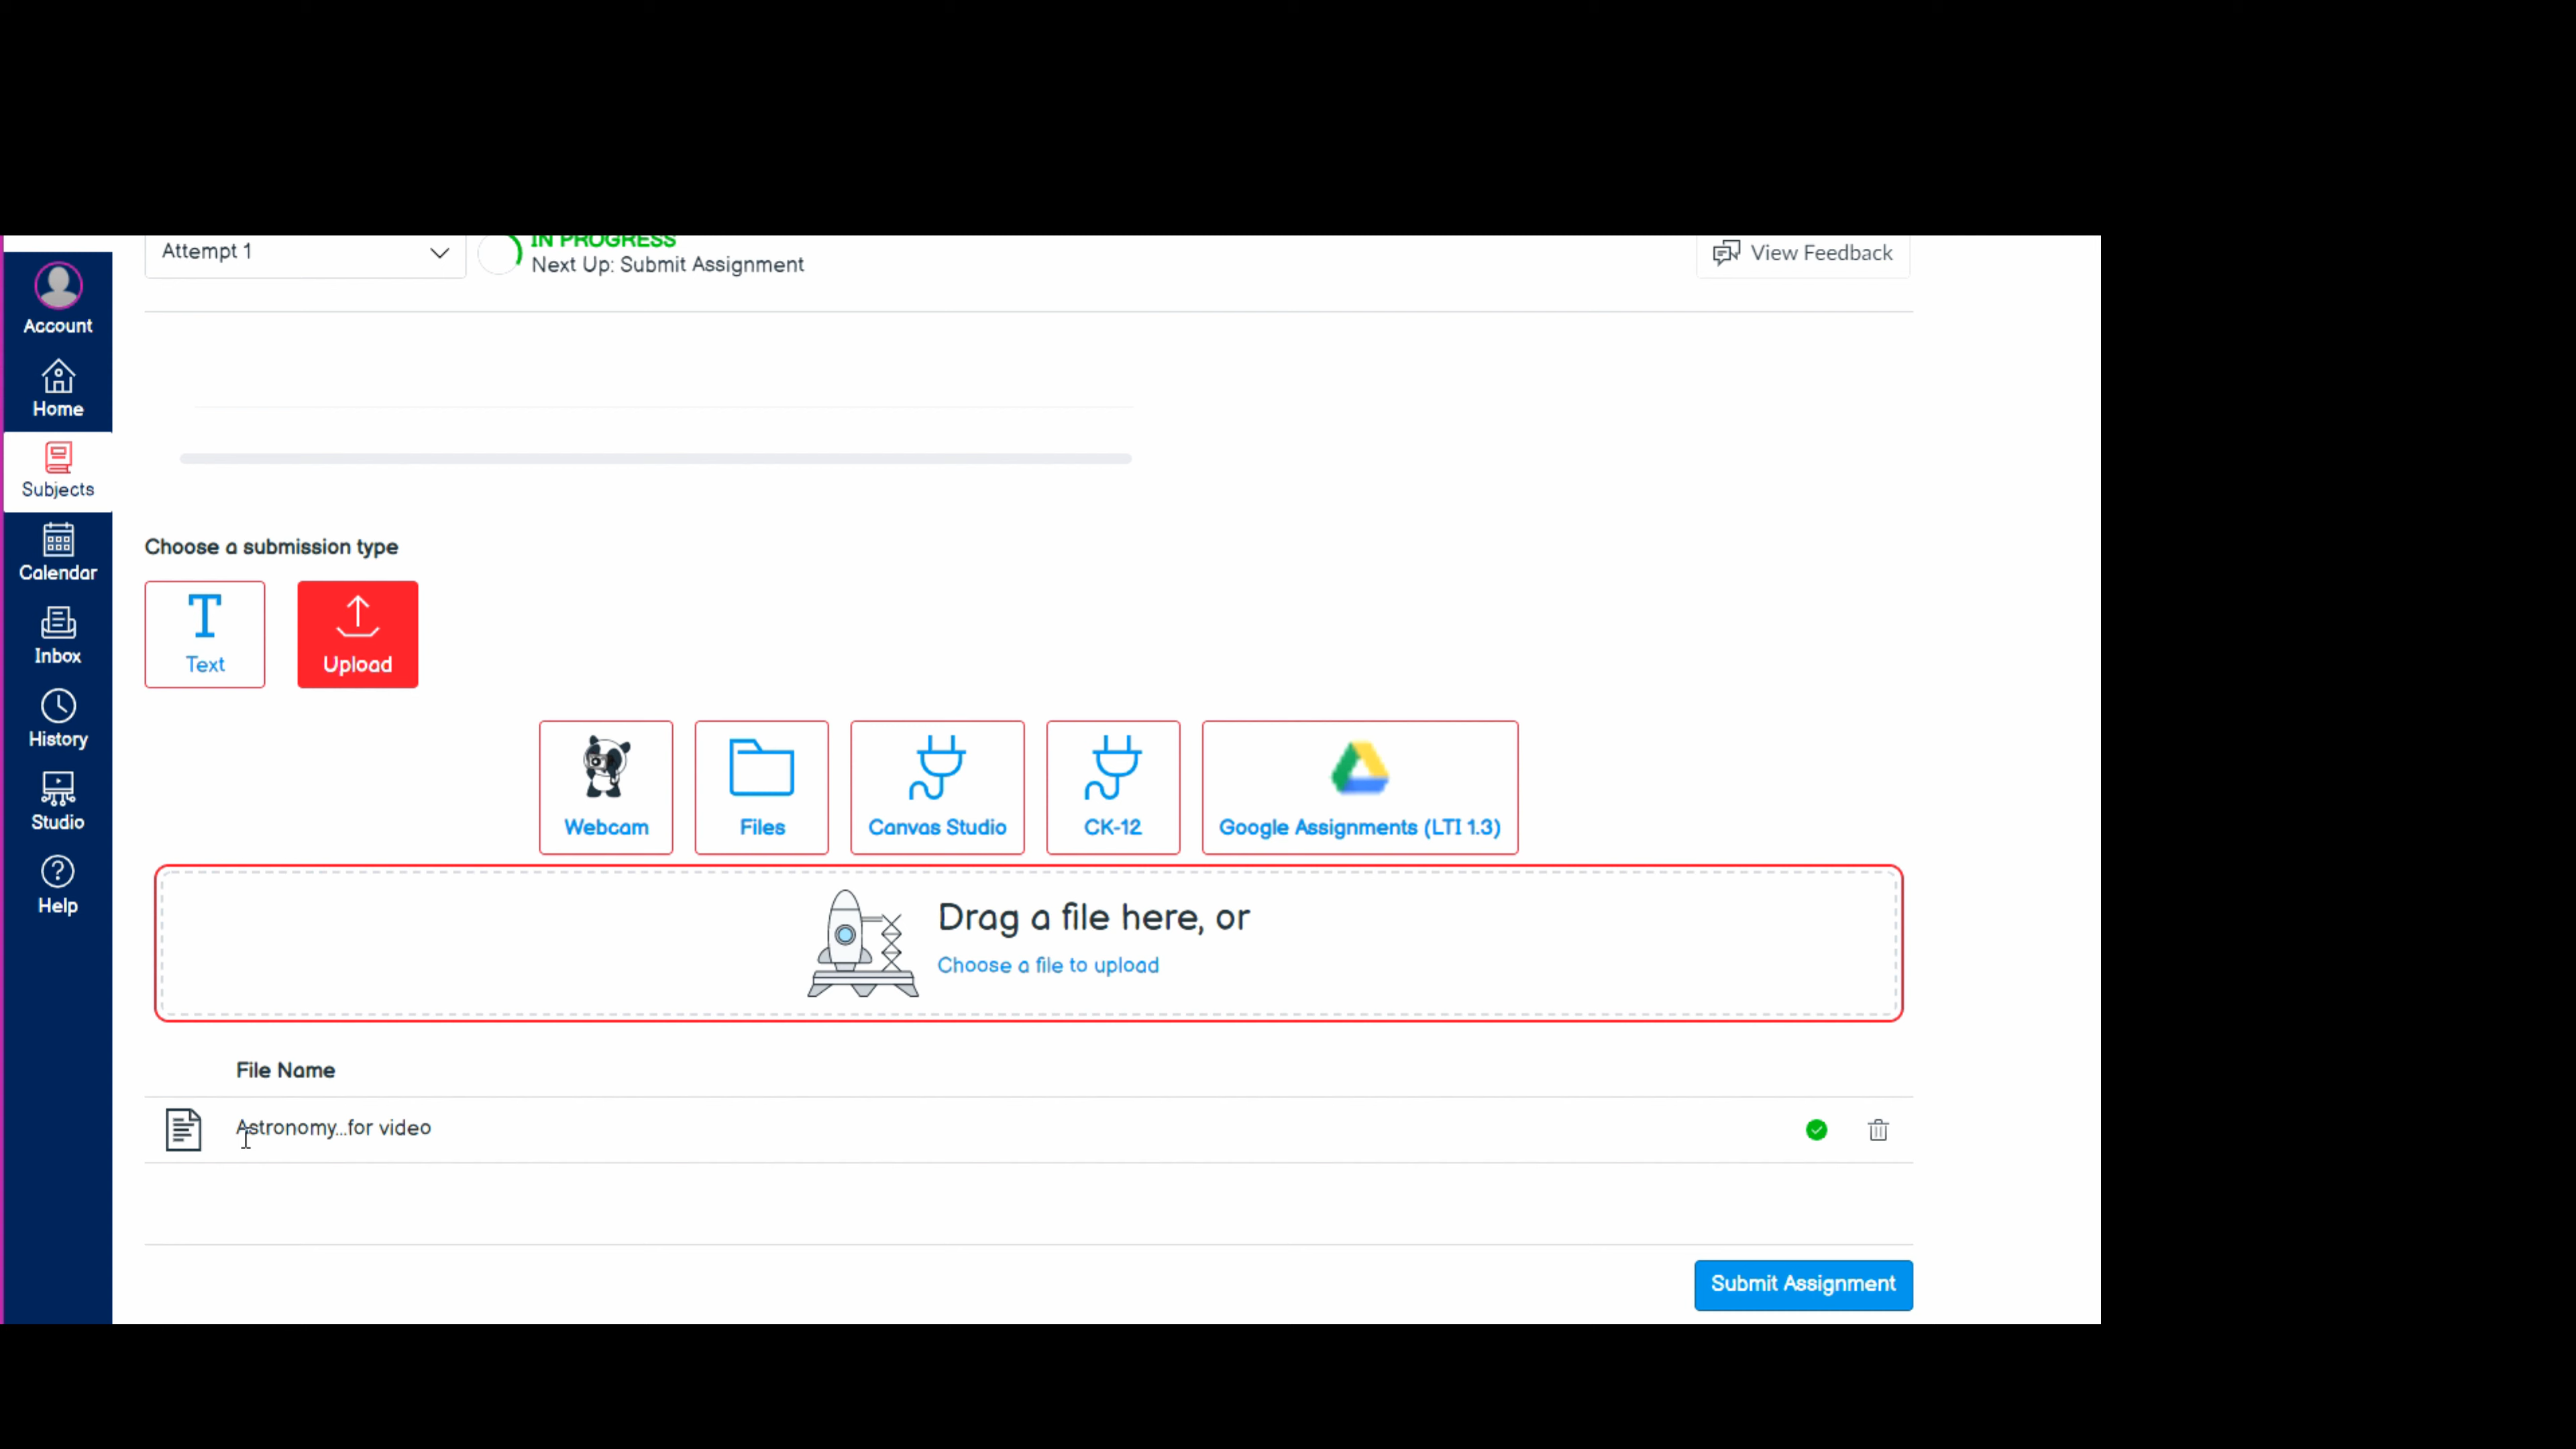 Attempt 1
IN PROGRESS
Next Up: Submit Assignment
View Feedback
Account
Home
Subjects
Calendar
Inbox
History
Studio
Help
Choose a submission type
Text
Upload
Webcam
Files
Canvas Studio
CK-12
Google Assignments (LTI 1.3)
Drag a file here, or
Choose a file to upload
File Name
Astronomy...for video
Submit Assignment